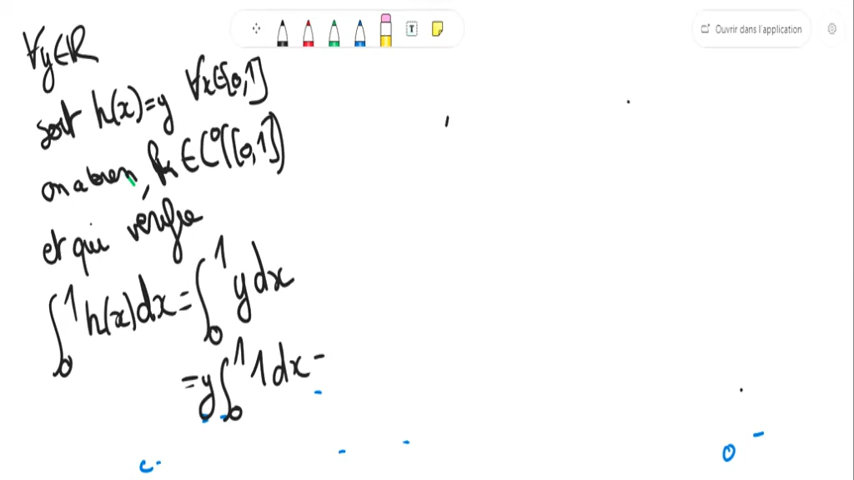 Ouvrir dans l'application
T
∀y∈ℝ
soit h(x)=y ∀x∈[0,1]
on a bien h∈C⁰([0,1])
et qui vérifie
∫₀¹ h(x)dx = ∫₀¹ y dx
= y ∫₀¹ 1 dx =